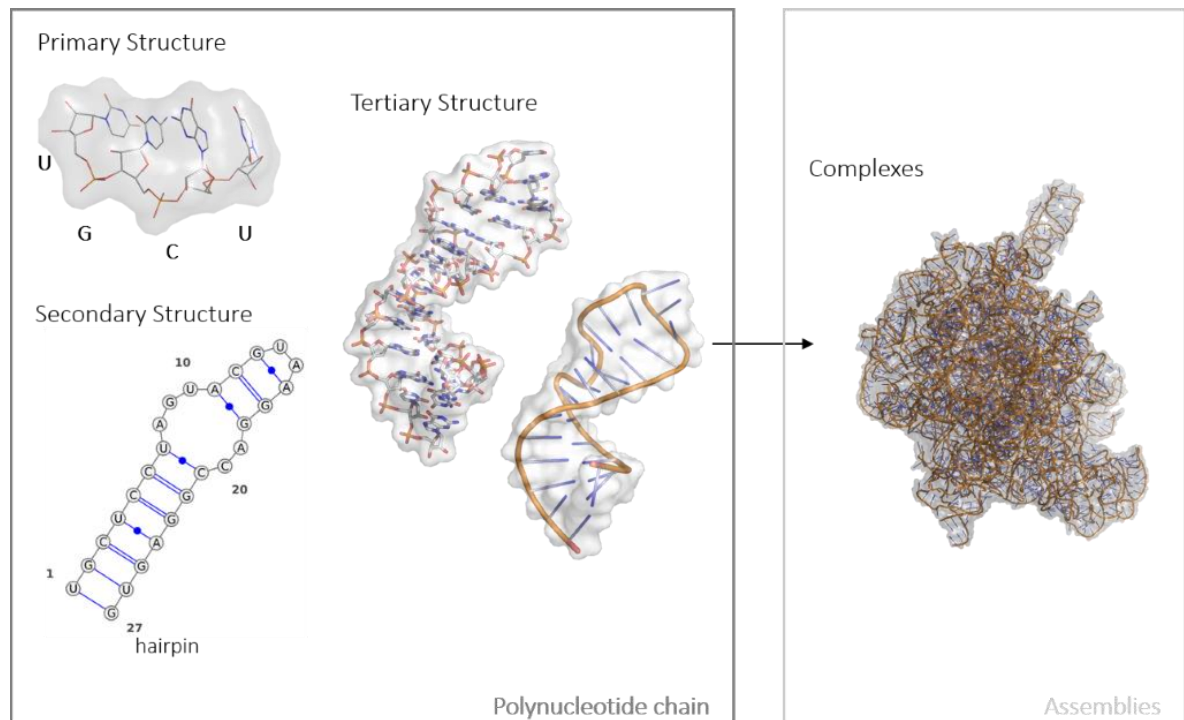 Primary Structure
U
G
C
U
Secondary Structure
1
U
G
C
U
C
C
U
A
G
10
U
A
C
G
U
A
A
G
G
A
C
20
C
G
G
A
G
U
G
27
hairpin
Tertiary Structure
Polynucleotide chain
Complexes
Assemblies